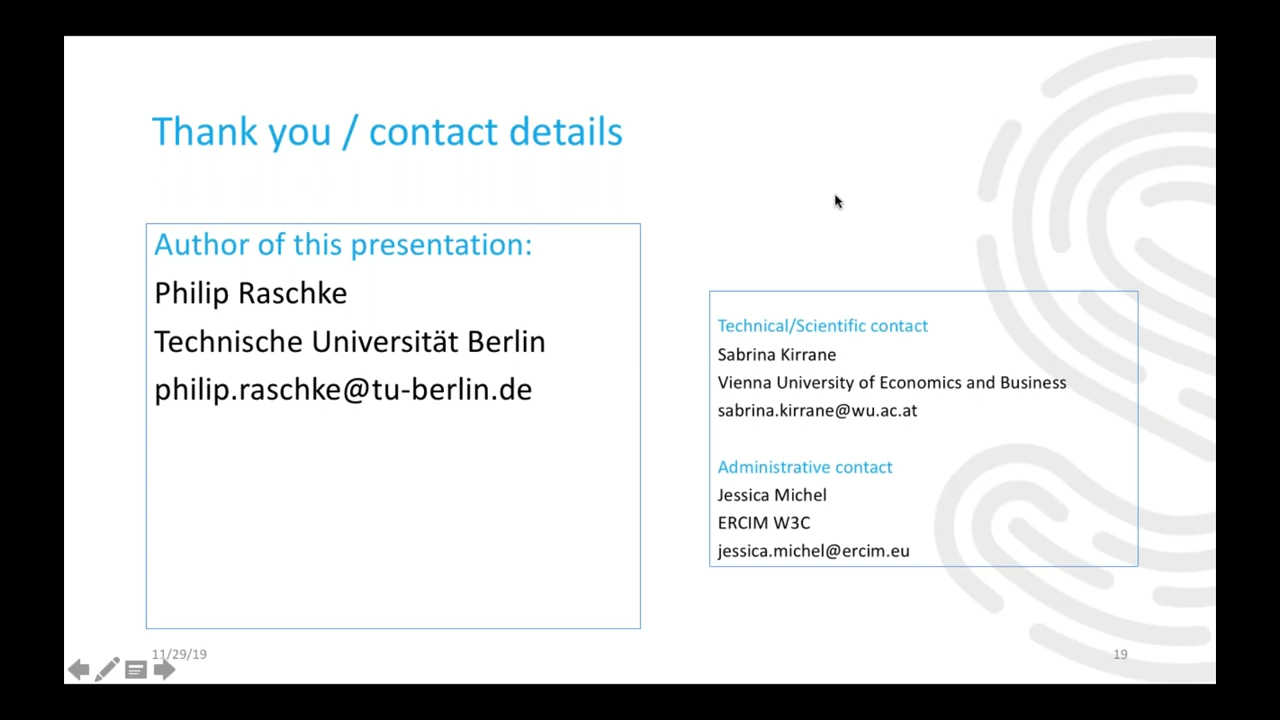 Thank you / contact details
Author of this presentation:
Philip Raschke
Technische Universität Berlin
philip.raschke@tu-berlin.de
Technical/Scientific contact
Sabrina Kirrane
Vienna University of Economics and Business
sabrina.kirrane@wu.ac.at
Administrative contact
Jessica Michel
ERCIM W3C
jessica.michel@ercim.eu
11/29/19
19